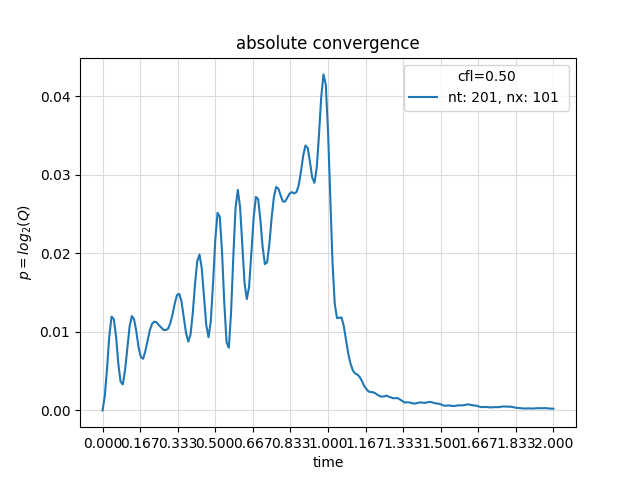 absolute convergence
cfl=0.50
nt: 201, nx: 101
0.04
0.03
0.02
0.01
0.00
p = log₂(Q)
0.000 0.167 0.333 0.500 0.667 0.833 1.000 1.167 1.333 1.500 1.667 1.833 2.000
time